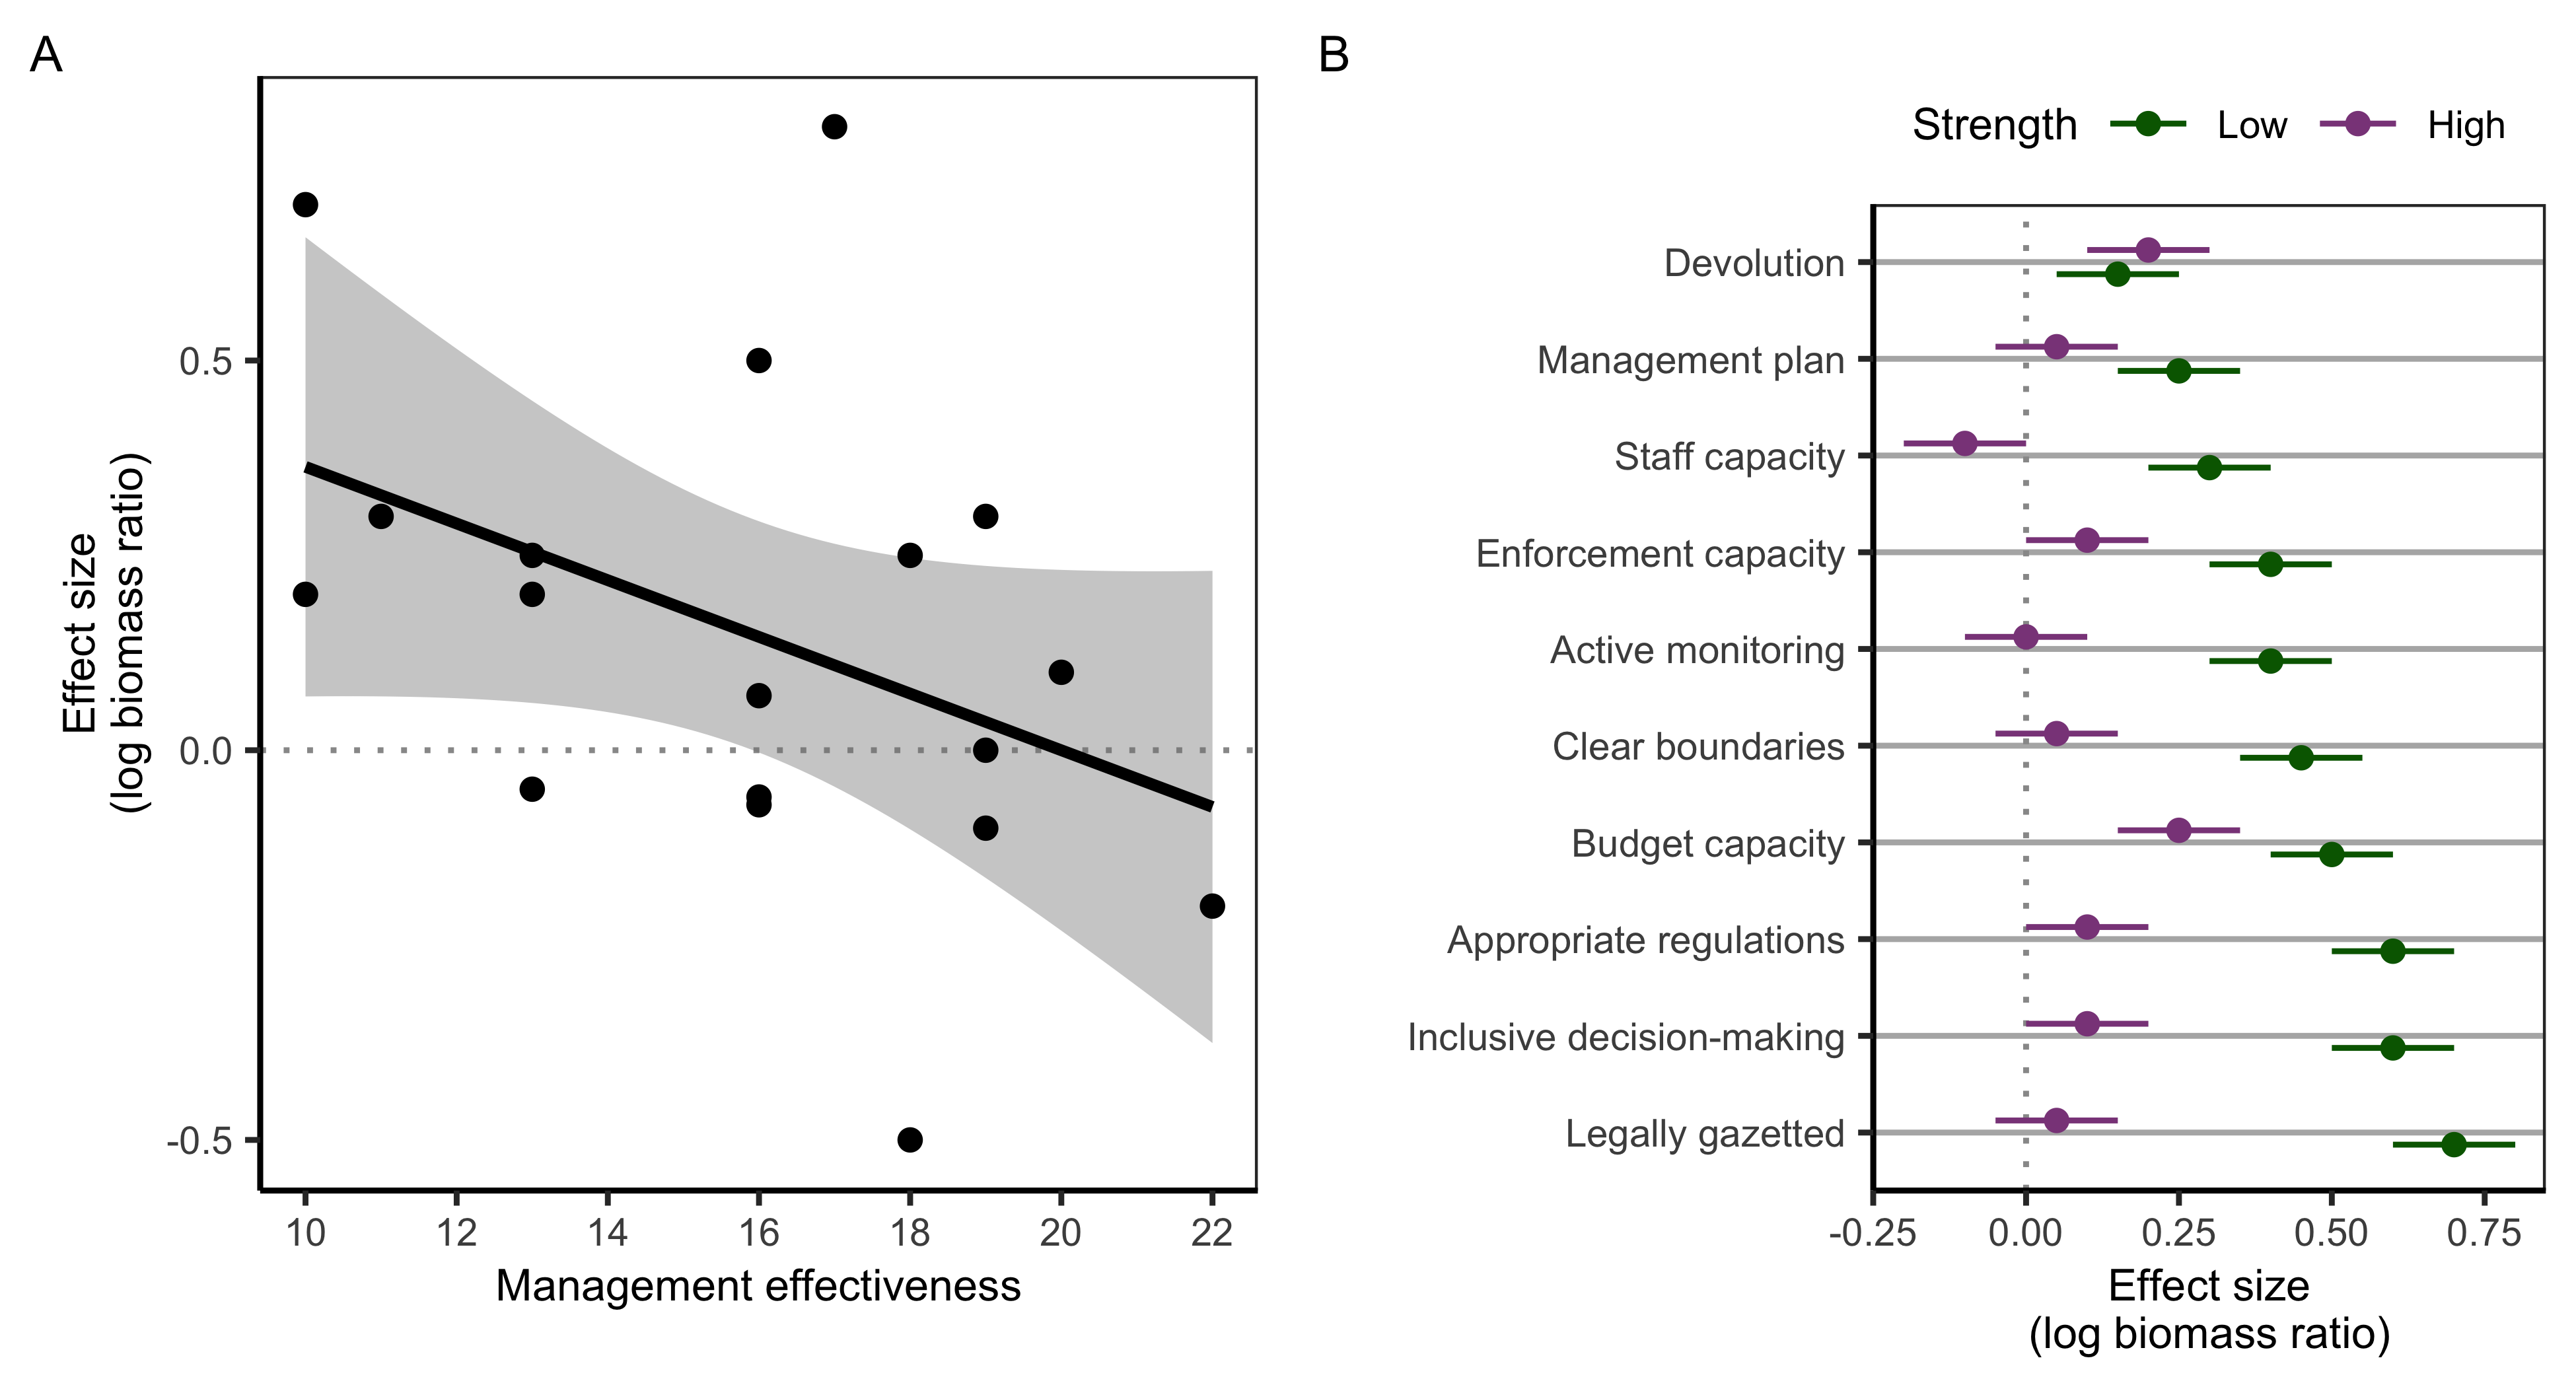 A
Effect size
(log biomass ratio)
0.5
0.0
-0.5
10 12 14 16 18 20 22
Management effectiveness
B
Strength Low High
Devolution
Management plan
Staff capacity
Enforcement capacity
Active monitoring
Clear boundaries
Budget capacity
Appropriate regulations
Inclusive decision-making
Legally gazetted
-0.25 0.00 0.25 0.50 0.75
Effect size
(log biomass ratio)